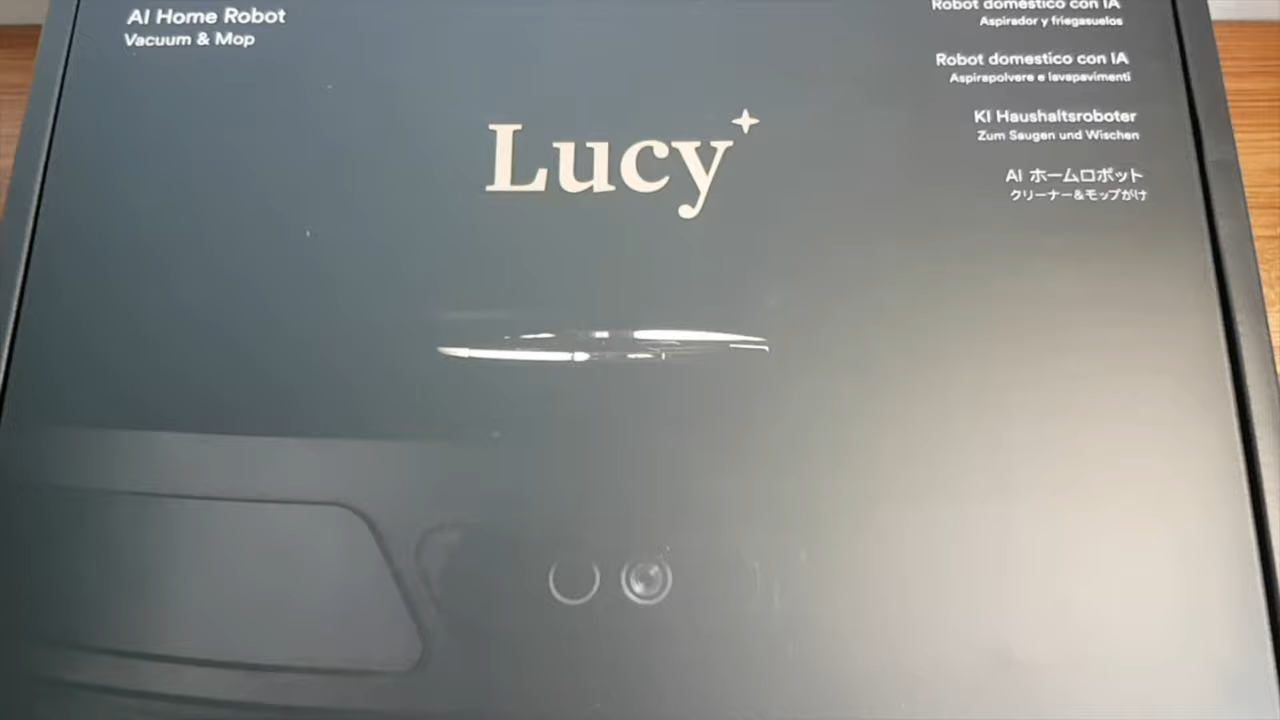 AI Home Robot
Vacuum & Mop
Lucy
Robot doméstico con IA
Aspirador y friegasuelos
Robot domestico con IA
Aspirapolvere e lavapavimenti
KI Haushaltsroboter
Zum Saugen und Wischen
AI ホームロボット
クリーナー&モップがけ